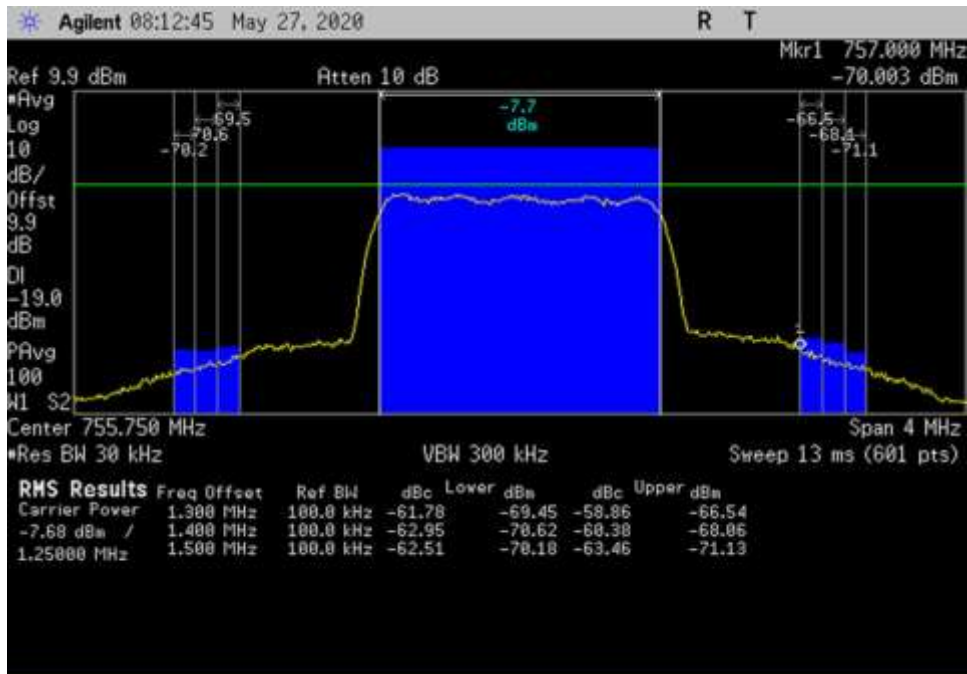 Agilent 08:12:45 May 27, 2020 R T
Mkr1 757.000 MHz
Ref 9.9 dBm Atten 10 dB -70.003 dBm
*Avg
Log
10
dB/
Offst
9.9
dB
DI
-19.0
dBm
PAvg
100
W1 S2
-7.7
dBm
-69.5
-70.6
-70.2
-66.5
-68.1
-71.1
1
Center 755.750 MHz Span 4 MHz
*Res BW 30 kHz VBW 300 kHz Sweep 13 ms (601 pts)
RMS Results Freq Offset Ref BW dBc Lower dBm dBc Upper dBm
Carrier Power 1.300 MHz 100.0 kHz -61.78 -69.45 -58.86 -66.54
-7.68 dBm / 1.400 MHz 100.0 kHz -62.95 -70.62 -60.38 -68.06
1.25000 MHz 1.500 MHz 100.0 kHz -62.51 -70.18 -63.46 -71.13